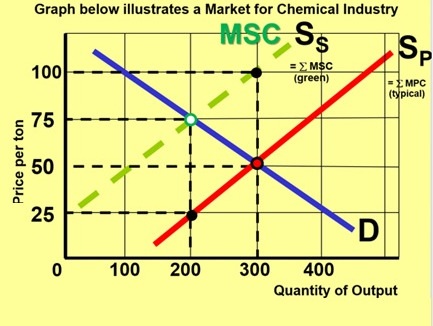 Graph below illustrates a Market for Chemical Industry
MSC S$
= Σ MSC
(green)
SP
= Σ MPC
(typical)
Price per ton
100
75
50
25
D
0 100 200 300 400
Quantity of Output